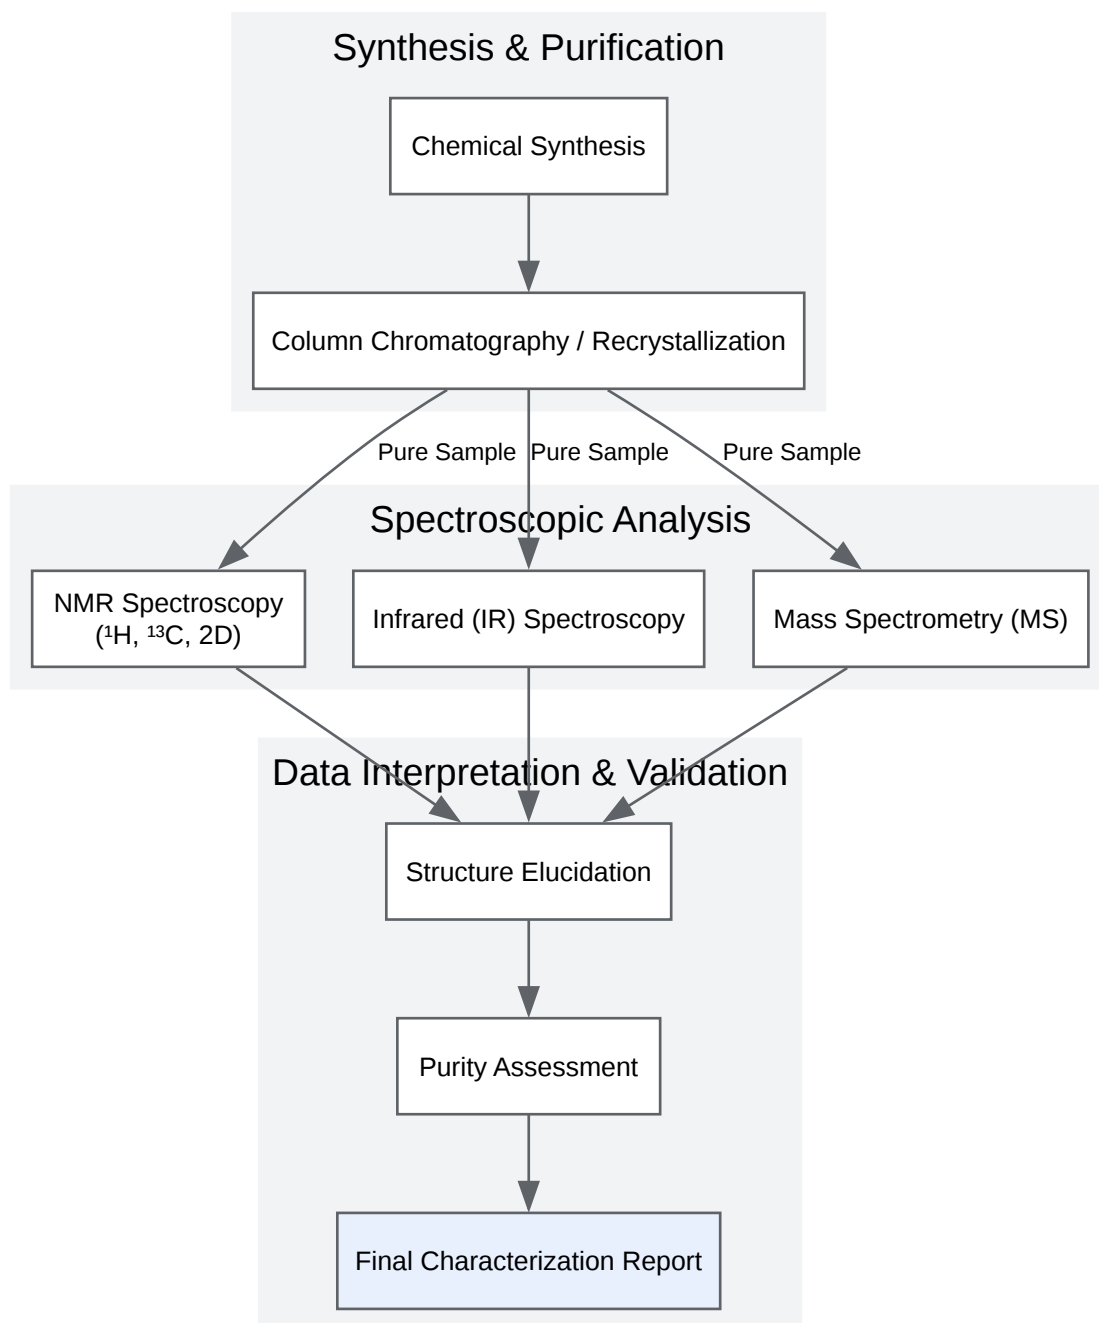 Synthesis & Purification
Chemical Synthesis
Column Chromatography / Recrystallization
Pure Sample
Pure Sample
Pure Sample
Spectroscopic Analysis
NMR Spectroscopy
(¹H, ¹³C, 2D)
Infrared (IR) Spectroscopy
Mass Spectrometry (MS)
Data Interpretation & Validation
Structure Elucidation
Purity Assessment
Final Characterization Report